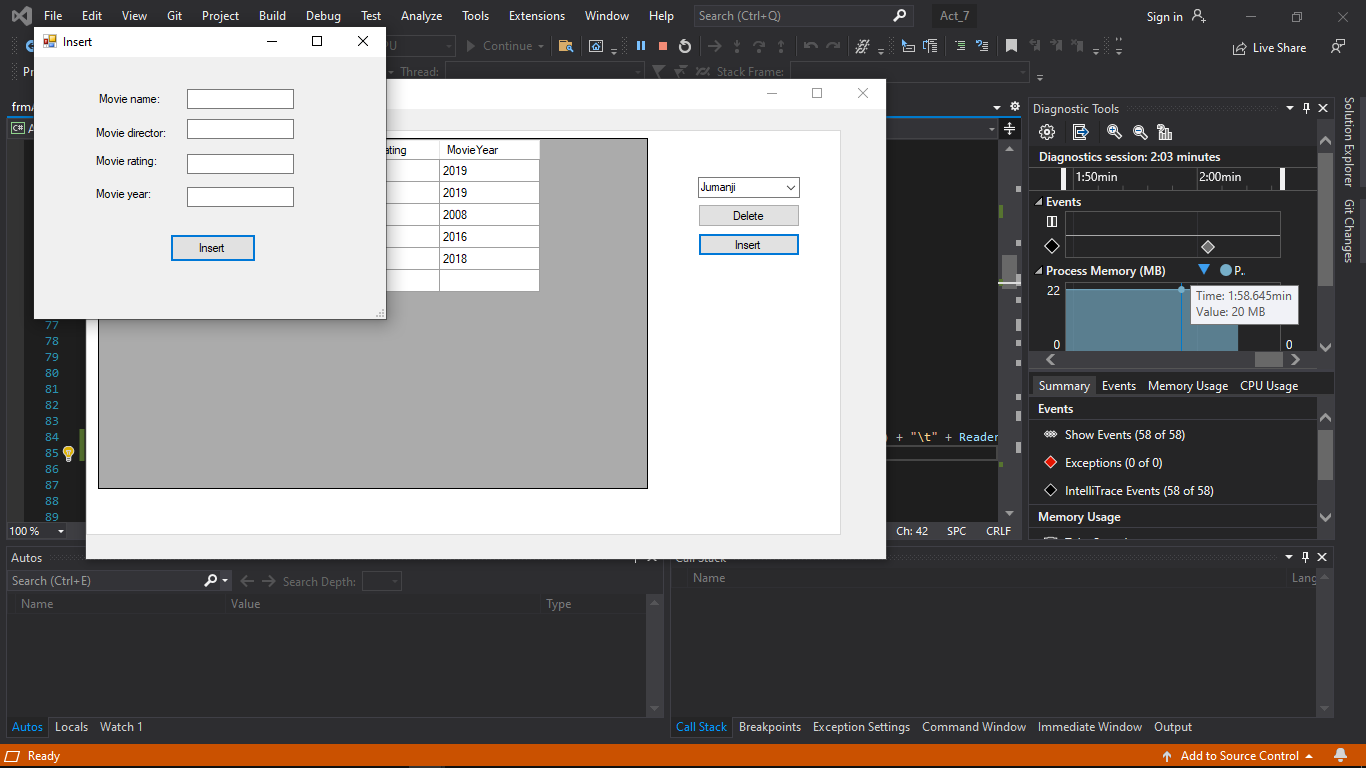 File Edit View Git Project Build Debug Test Analyze Tools Extensions Window Help Search (Ctrl+Q) Act_7 Sign in
Insert
Continue
Live Share
Thread:
Stack Frame:
Movie name:
Movie director:
Movie rating:
Movie year:
Insert
MovieYear
2019
2019
2008
2016
2018
Jumanji
Delete
Insert
77
78
79
80
81
82
83
84
85
86
87
88
89
+ "\t" + Reader
100 %
Ch: 42 SPC CRLF
Diagnostic Tools
Diagnostics session: 2:03 minutes
1:50min 2:00min
Events
Process Memory (MB) P..
22
0 0
Time: 1:58.645min
Value: 20 MB
Summary Events Memory Usage CPU Usage
Events
Show Events (58 of 58)
Exceptions (0 of 0)
IntelliTrace Events (58 of 58)
Memory Usage
Solution Explorer
Git Changes
Autos
Search (Ctrl+E) Search Depth:
Name Value Type
Autos Locals Watch 1
Call Stack
Name Lang
Call Stack Breakpoints Exception Settings Command Window Immediate Window Output
Ready
Add to Source Control